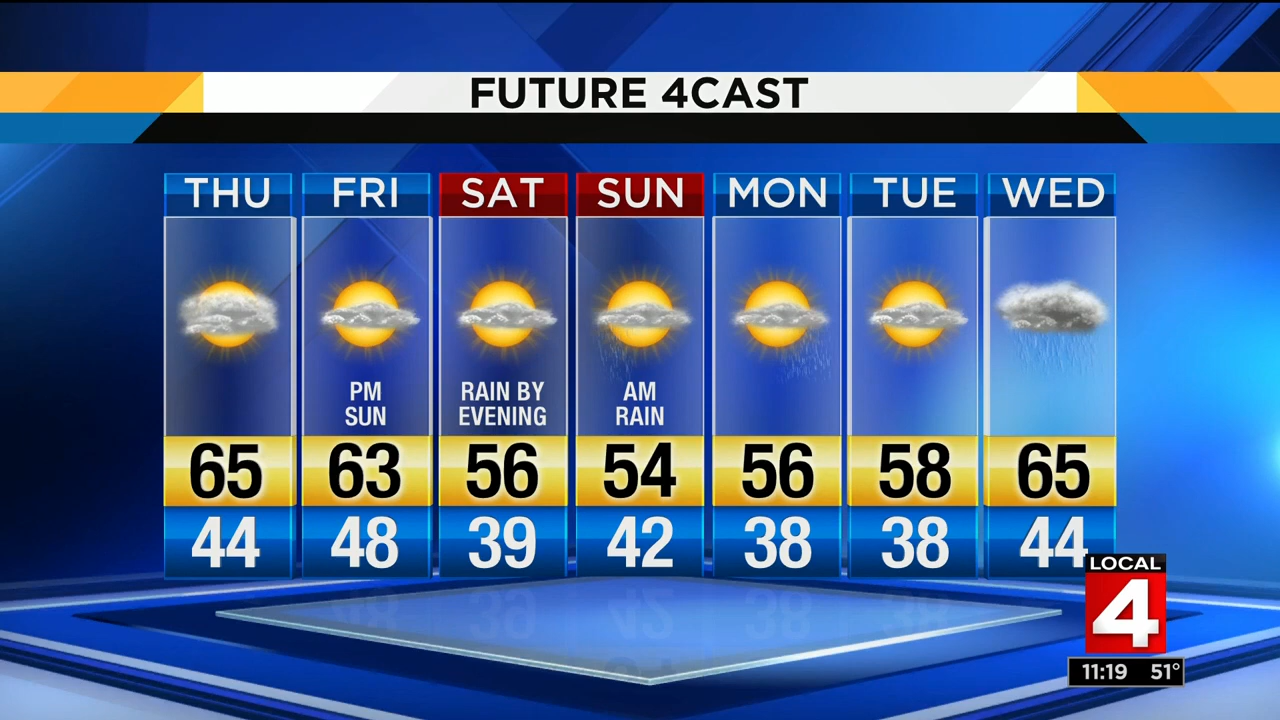 FUTURE 4CAST
THU FRI SAT SUN MON TUE WED
PM
SUN
RAIN BY
EVENING
AM
RAIN
65 63 56 54 56 58 65
44 48 39 42 38 38 44
LOCAL
4
11:19 51°